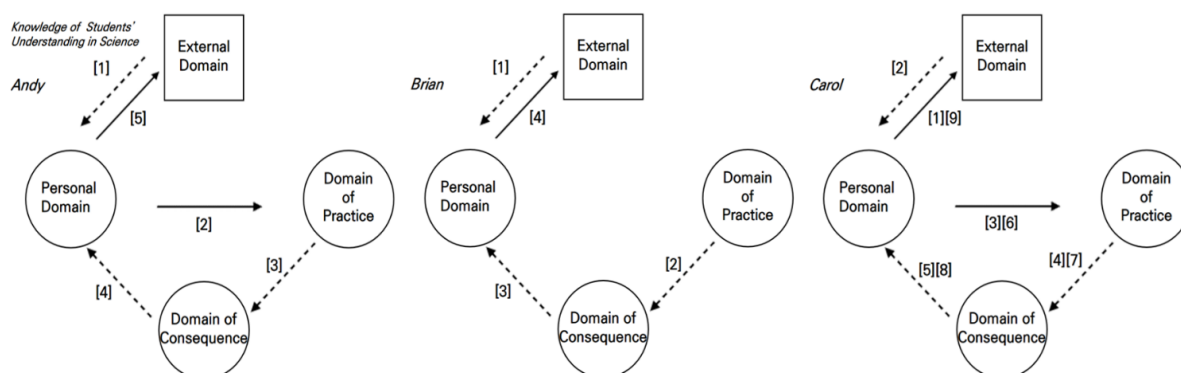 Knowledge of Students'
Understanding in Science
Andy
[1]
[5]
External
Domain
Personal
Domain
[2]
Domain
of
Practice
[3]
[4]
Domain of
Consequence
Brian
[1]
[4]
External
Domain
Personal
Domain
Domain
of
Practice
[2]
[3]
Domain of
Consequence
Carol
[2]
[1][9]
External
Domain
Personal
Domain
[3][6]
Domain
of
Practice
[4][7]
[5][8]
Domain of
Consequence